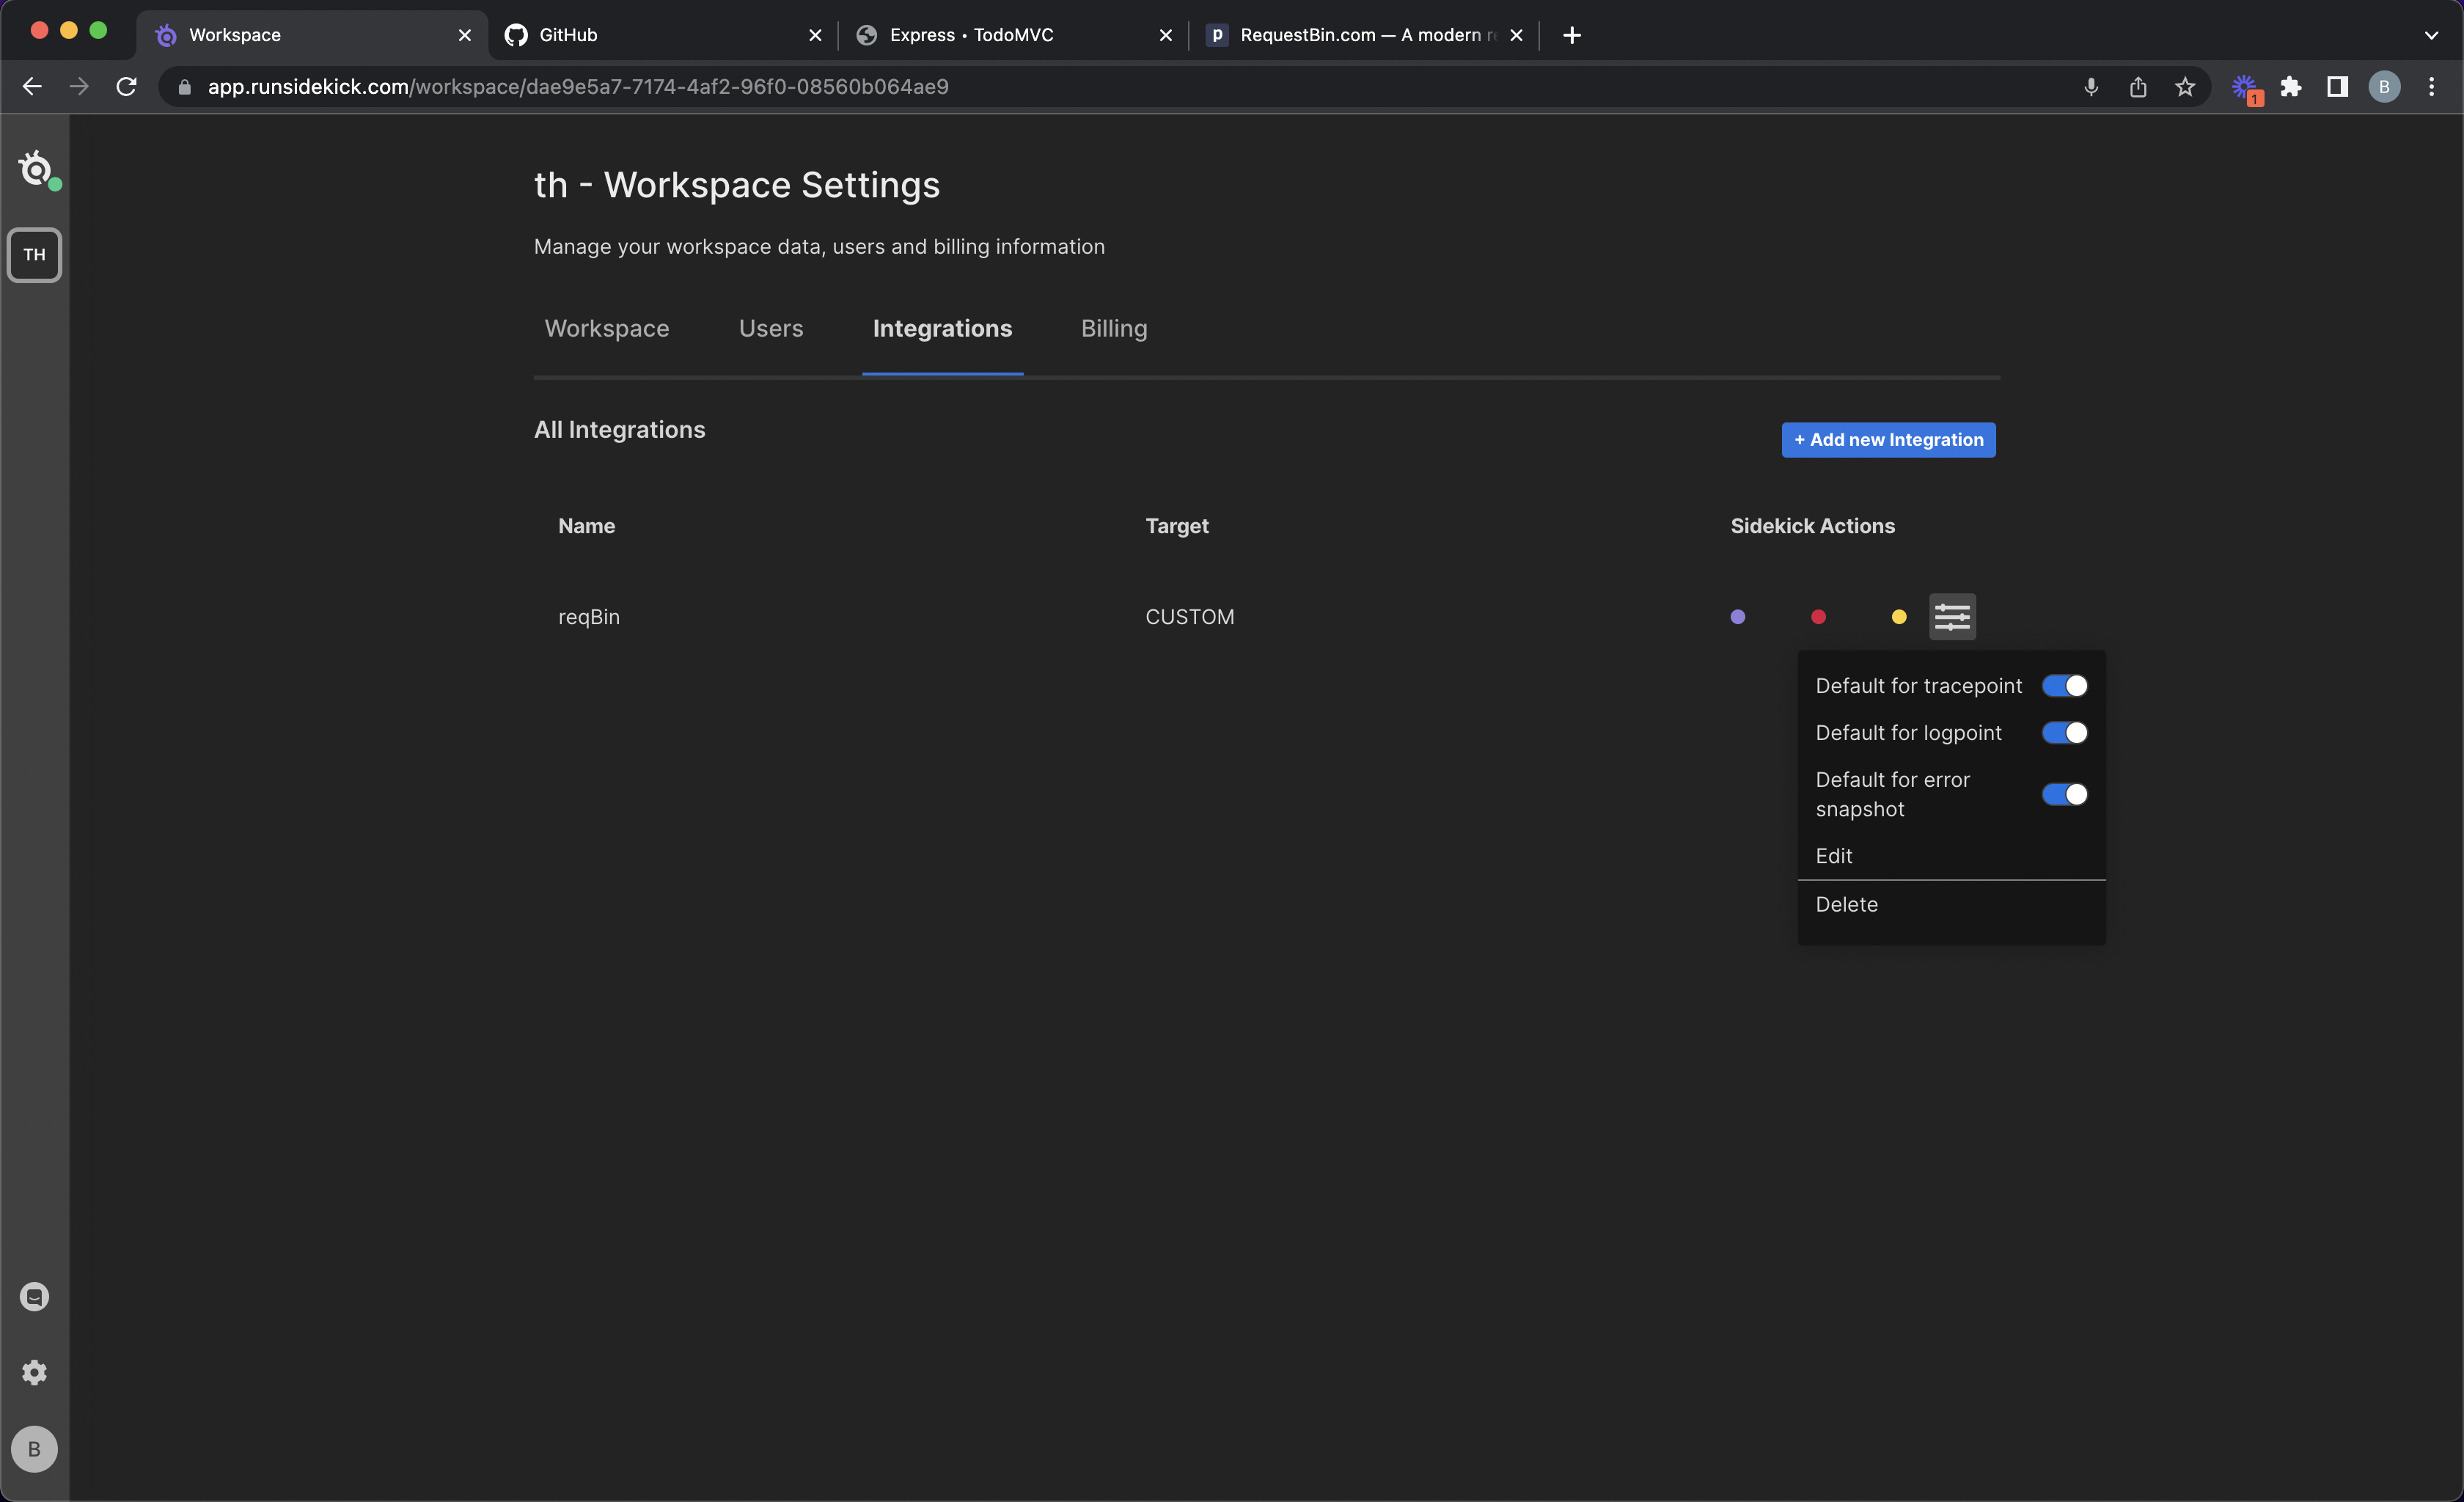 Workspace
GitHub
Express • TodoMVC
p
RequestBin.com — A modern
app.runsidekick.com/workspace/dae9e5a7-7174-4af2-96f0-08560b064ae9
1
B
TH
th - Workspace Settings
Manage your workspace data, users and billing information
Workspace
Users
Integrations
Billing
All Integrations
+ Add new Integration
Name
Target
Sidekick Actions
reqBin
CUSTOM
Default for tracepoint
Default for logpoint
Default for error
snapshot
Edit
Delete
B